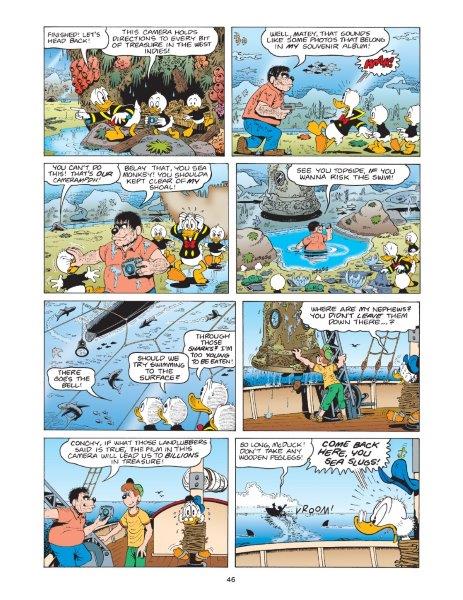 FINISHED! LET'S
HEAD BACK!
THIS CAMERA HOLDS
DIRECTIONS TO EVERY BIT
OF TREASURE IN THE WEST
INDIES!
WELL, MATEY, THAT SOUNDS
LIKE SOME PHOTOS THAT BELONG
IN MY SOUVENIR ALBUM!
YOU CAN'T DO
THIS! THAT'S OUR
BELAY THAT, YOU SEA
MONKEY! YOU SHOULDA
KEPT CLEAR OF MY
SHOAL!
SEE YOU TOPSIDE, IF YOU
WANNA RISK THE SWIM!
THERE
GOES THE
BELL!
SHOULD WE
TRY SWIMMING
TO THE
SURFACE?
THROUGH
THOSE
SHARKS? I'M
TOO YOUNG
TO BE EATEN!
WHERE ARE MY NEPHEWS?
YOU DIDN'T LEAVE THEM
DOWN THERE...?
CONCHY, IF WHAT THOSE LANDLUBBERS
SAID IS TRUE, THE FILM IN THIS
CAMERA WILL LEAD US TO BILLIONS
IN TREASURE!
SO LONG, McDUCK!
DON'T TAKE ANY
WOODEN PEGLEGS!
VROOM!
COME BACK
HERE, YOU
SEA SLUGS!
46